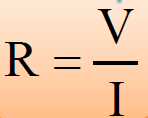 R = V/I